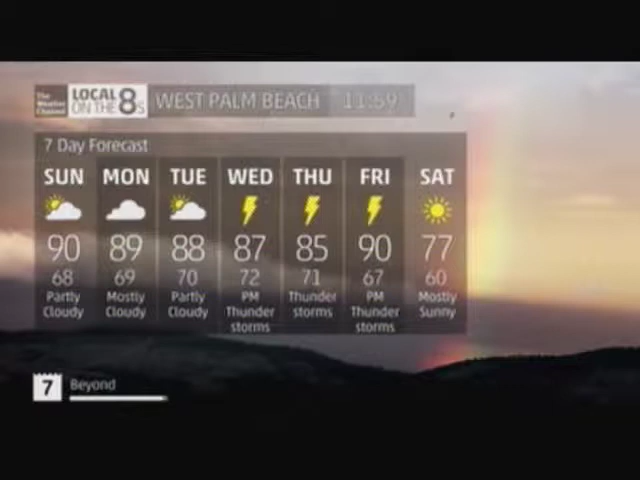 The Weather Channel LOCAL ON THE 8s WEST PALM BEACH 11:59
7 Day Forecast
SUN MON TUE WED THU FRI SAT
90 89 88 87 85 90 77
68 69 70 72 71 67 60
Partly Mostly Partly PM Thunder PM Mostly
Cloudy Cloudy Cloudy Thunder storms Thunder Sunny
storms storms
7 Beyond